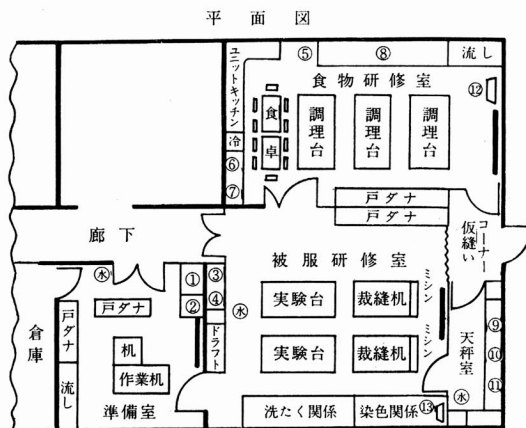 平面図
ユニットキッチン
⑤
⑧
流し
食物研修室
⑫
食卓
調理台
調理台
調理台
冷
⑥
⑦
戸ダナ
戸ダナ
コーナー
仮縫い
廊下
被服研修室
㊌
①
②
③
④
ドラフト
㊌
戸ダナ
実験台
裁縫机
ミシン
実験台
裁縫机
ミシン
天秤室
⑨
⑩
⑪
㊌
倉庫
戸ダナ
流し
机
作業机
準備室
洗たく関係
染色関係
⑬